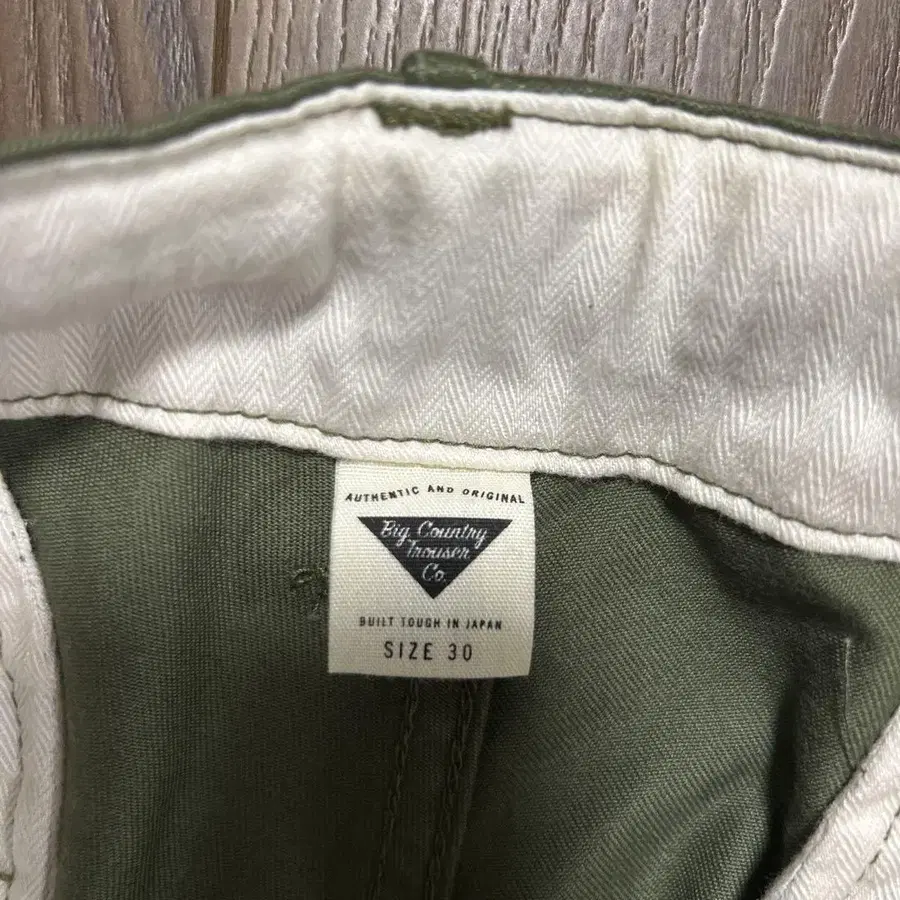 AUTHENTIC AND ORIGINAL
Big Country
Trouser
Co.
BUILT TOUGH IN JAPAN
SIZE 30